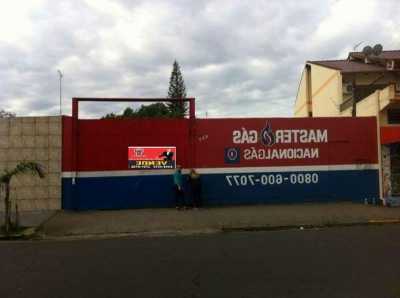 MASTER GÁS
NACIONALGÁS
0800-600-7077
VENDE